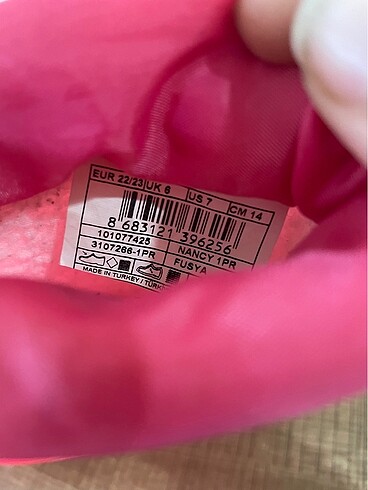 EUR 22/23 UK 6 US 7 CM 14
8 683121 396256
101077425 NANCY 1PR
3107266-1PR FUSYA
MADE IN TURKEY /